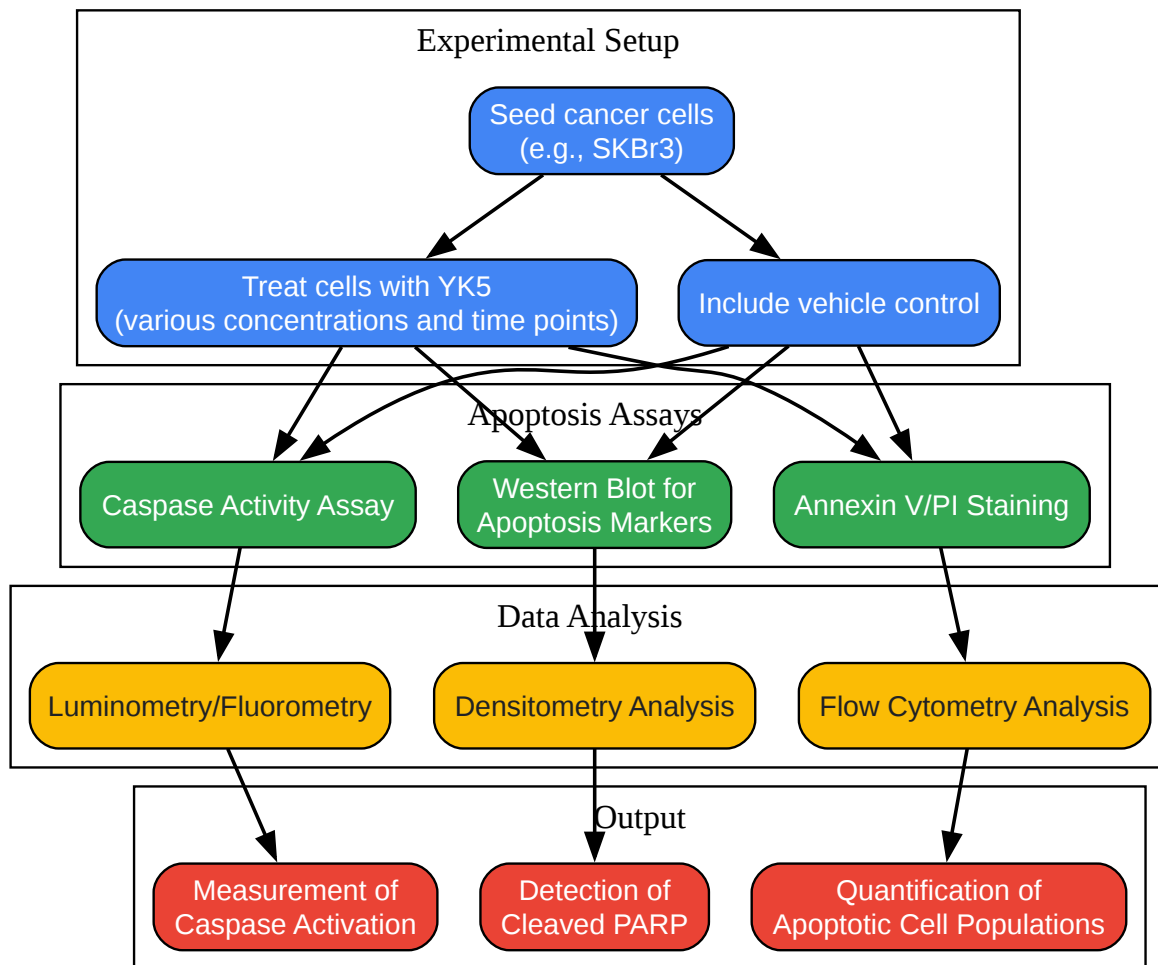 Experimental Setup
Seed cancer cells
(e.g., SKBr3)
Treat cells with YK5
(various concentrations and time points)
Include vehicle control
Apoptosis Assays
Caspase Activity Assay
Western Blot for
Apoptosis Markers
Annexin V/PI Staining
Data Analysis
Luminometry/Fluorometry
Densitometry Analysis
Flow Cytometry Analysis
Output
Measurement of
Caspase Activation
Detection of
Cleaved PARP
Quantification of
Apoptotic Cell Populations